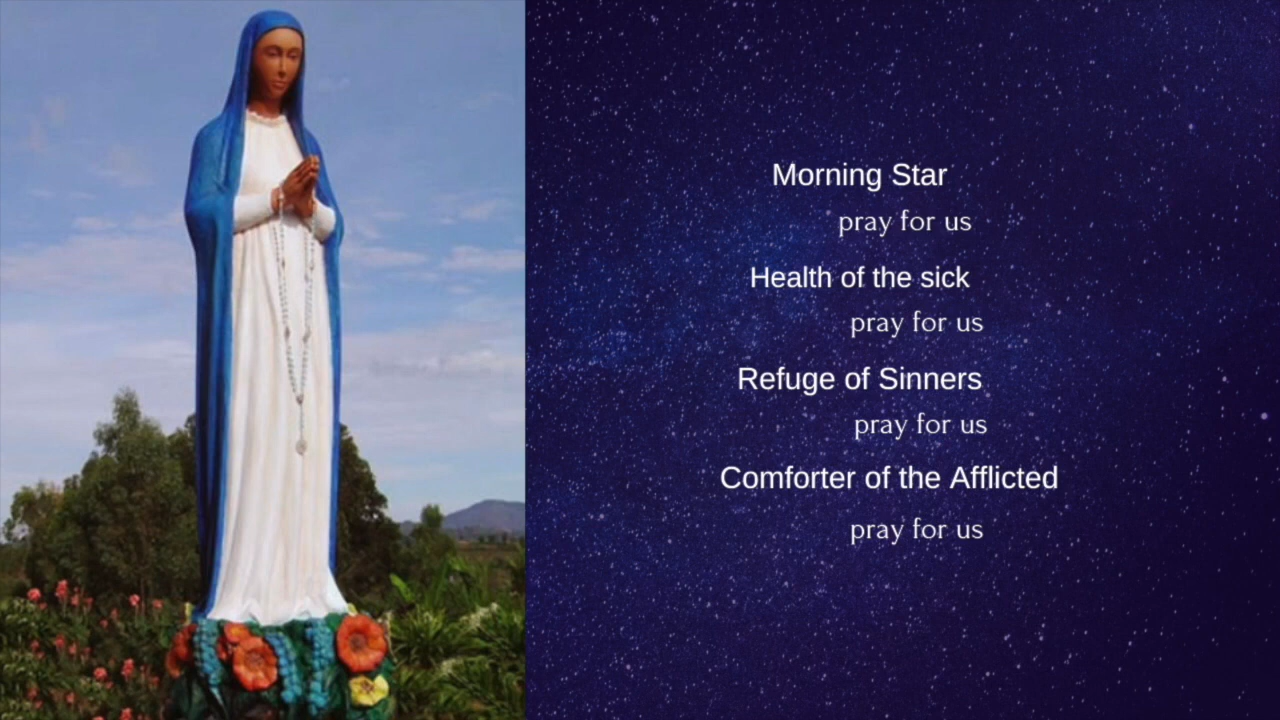 Morning Star
pray for us
Health of the sick
pray for us
Refuge of Sinners
pray for us
Comforter of the Afflicted
pray for us